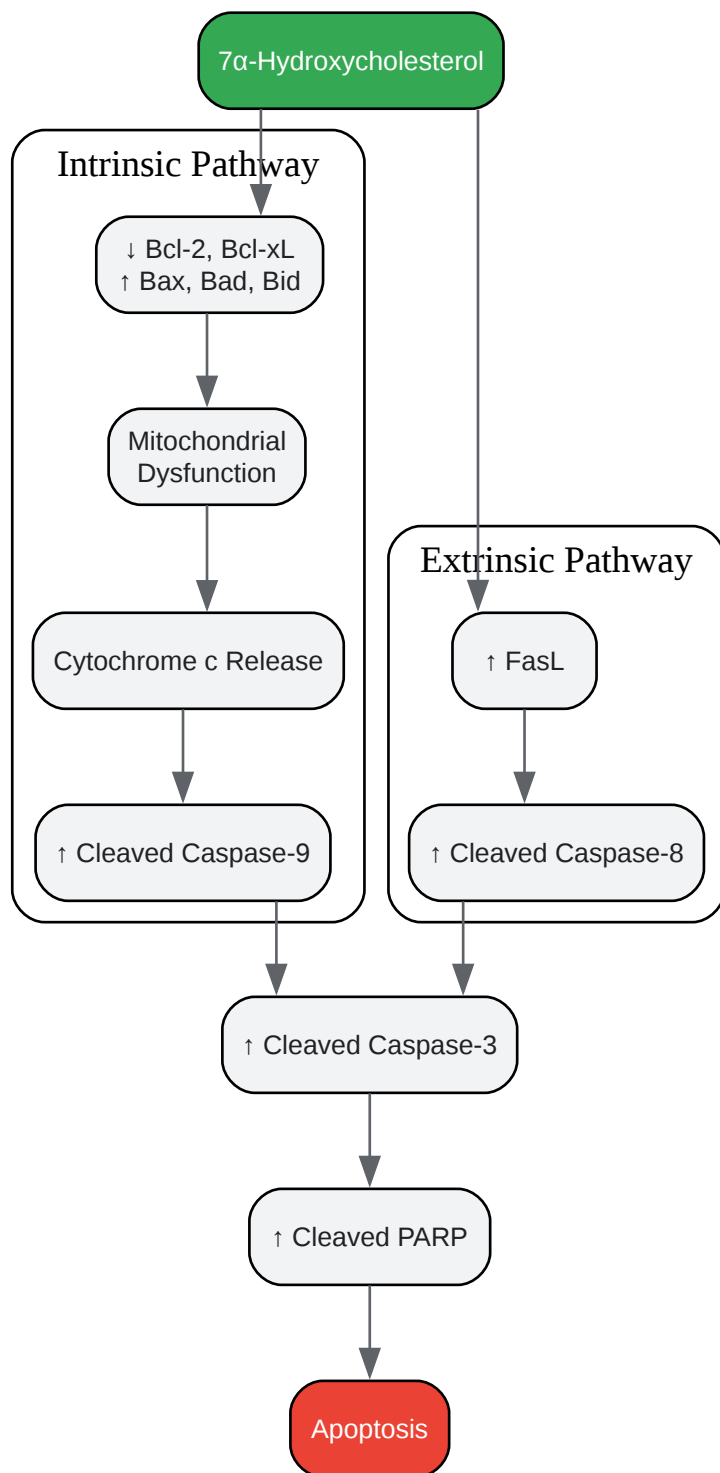 7α-Hydroxycholesterol
Intrinsic Pathway
↓ Bcl-2, Bcl-xL
↑ Bax, Bad, Bid
Mitochondrial
Dysfunction
Cytochrome c Release
↑ Cleaved Caspase-9
Extrinsic Pathway
↑ FasL
↑ Cleaved Caspase-8
↑ Cleaved Caspase-3
↑ Cleaved PARP
Apoptosis